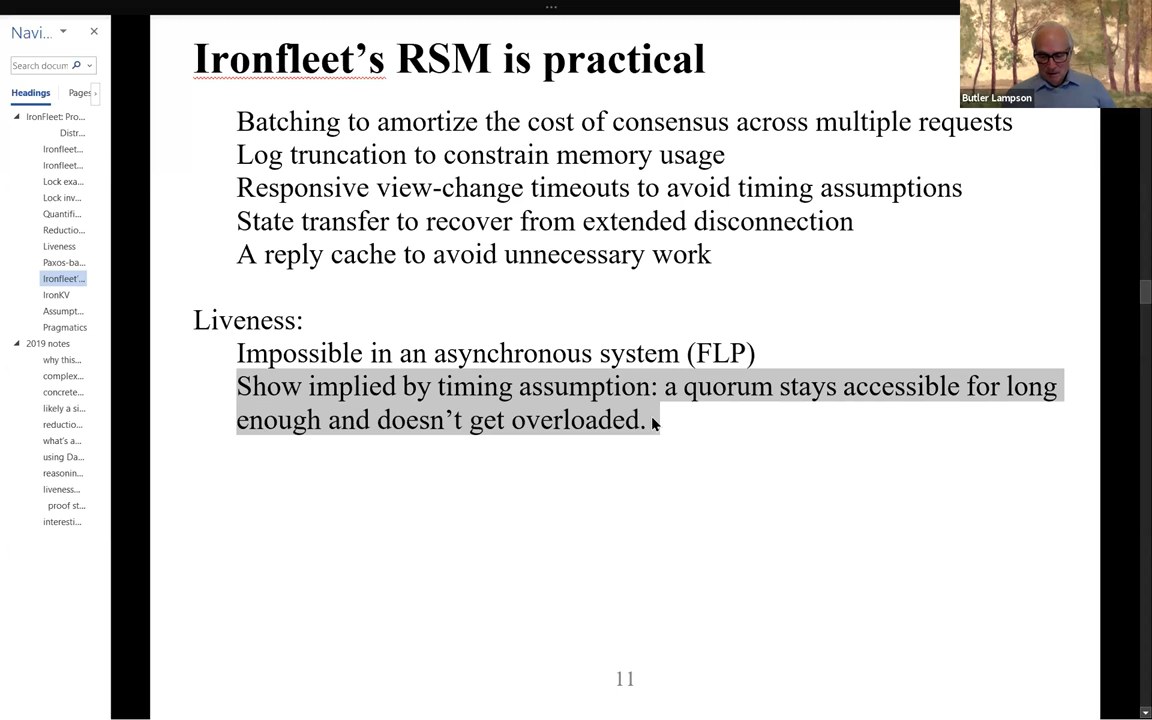 Navi...
Search docum
Headings
Pages
IronFleet: Pro...
Distr...
Ironfleet...
Ironfleet...
Lock exa...
Lock inv...
Quantifi...
Reductio...
Liveness
Paxos-ba...
Ironfleet'...
IronKV
Assumpt...
Pragmatics
2019 notes
why this...
complex...
concrete...
likely a si...
reductio...
what's a...
using Da...
reasonin...
liveness...
proof st...
interesti...
Ironfleet's RSM is practical
Batching to amortize the cost of consensus across multiple requests
Log truncation to constrain memory usage
Responsive view-change timeouts to avoid timing assumptions
State transfer to recover from extended disconnection
A reply cache to avoid unnecessary work
Liveness:
Impossible in an asynchronous system (FLP)
Show implied by timing assumption: a quorum stays accessible for long
enough and doesn't get overloaded.
11
Butler Lampson